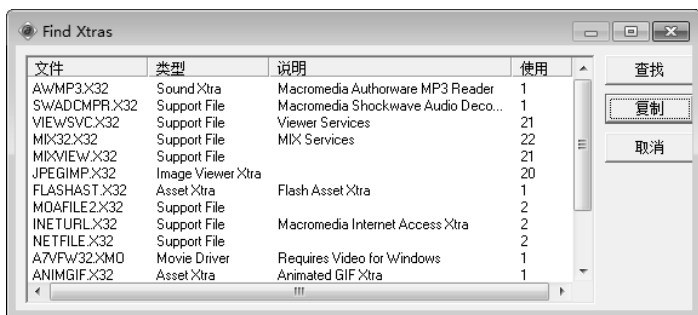 Find Xtras
文件 类型 说明 使用
AWMP3.X32 Sound Xtra Macromedia Authorware MP3 Reader 1
SWADCMPR.X32 Support File Macromedia Shockwave Audio Deco... 1
VIEWSVC.X32 Support File Viewer Services 21
MIX32.X32 Support File MIX Services 22
MIXVIEW.X32 Support File 21
JPEGIMP.X32 Image Viewer Xtra 20
FLASHAST.X32 Asset Xtra Flash Asset Xtra 1
MOAFILE2.X32 Support File 2
INETURL.X32 Support File Macromedia Internet Access Xtra 2
NETFILE.X32 Support File 2
A7VFW32.XMO Movie Driver Requires Video for Windows 1
ANIMGIF.X32 Asset Xtra Animated GIF Xtra 1
查找
复制
取消